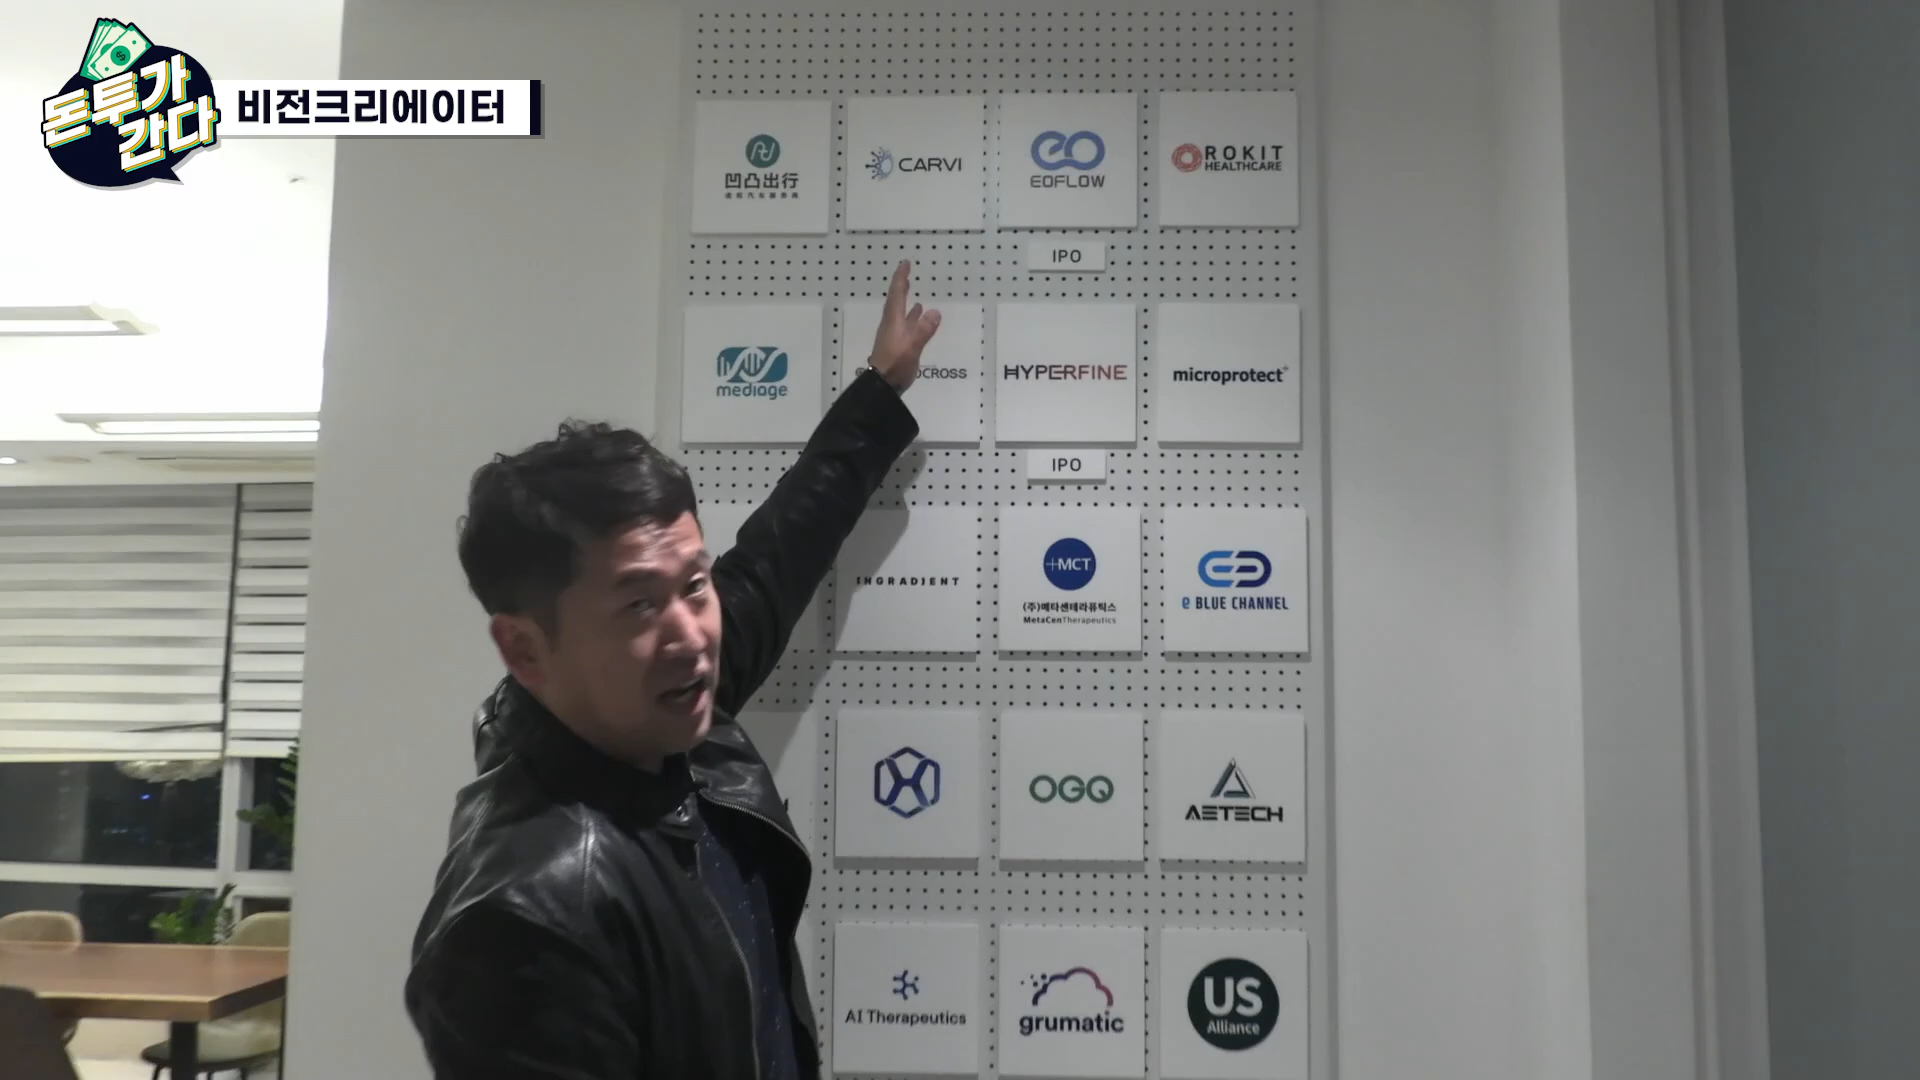 돈투가
간다
비전크리에이터
凹凸出行
CARVI
EOFLOW
ROKIT
HEALTHCARE
IPO
mediage
CROSS
HYPERFINE
microprotect+
IPO
INGRADIENT
+MCT
(주)메타센테라퓨틱스
MetaCenTherapeutics
e BLUE CHANNEL
OGQ
AETECH
AI Therapeutics
grumatic
US
Alliance